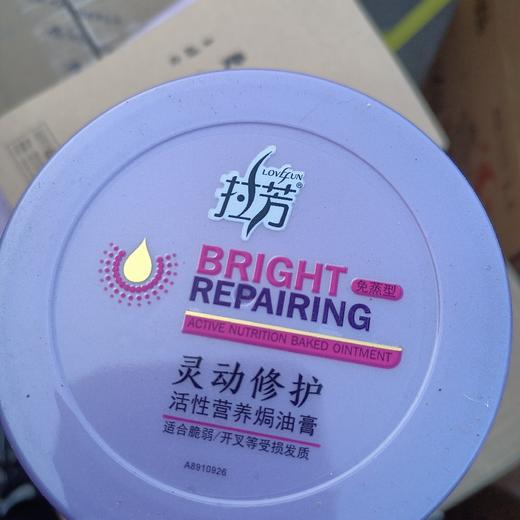 LOVEFUN
拉芳®
BRIGHT 免蒸型
REPAIRING
ACTIVE NUTRITION BAKED OINTMENT
灵动修护
活性营养焗油膏
适合脆弱/开叉等受损发质
A8910926